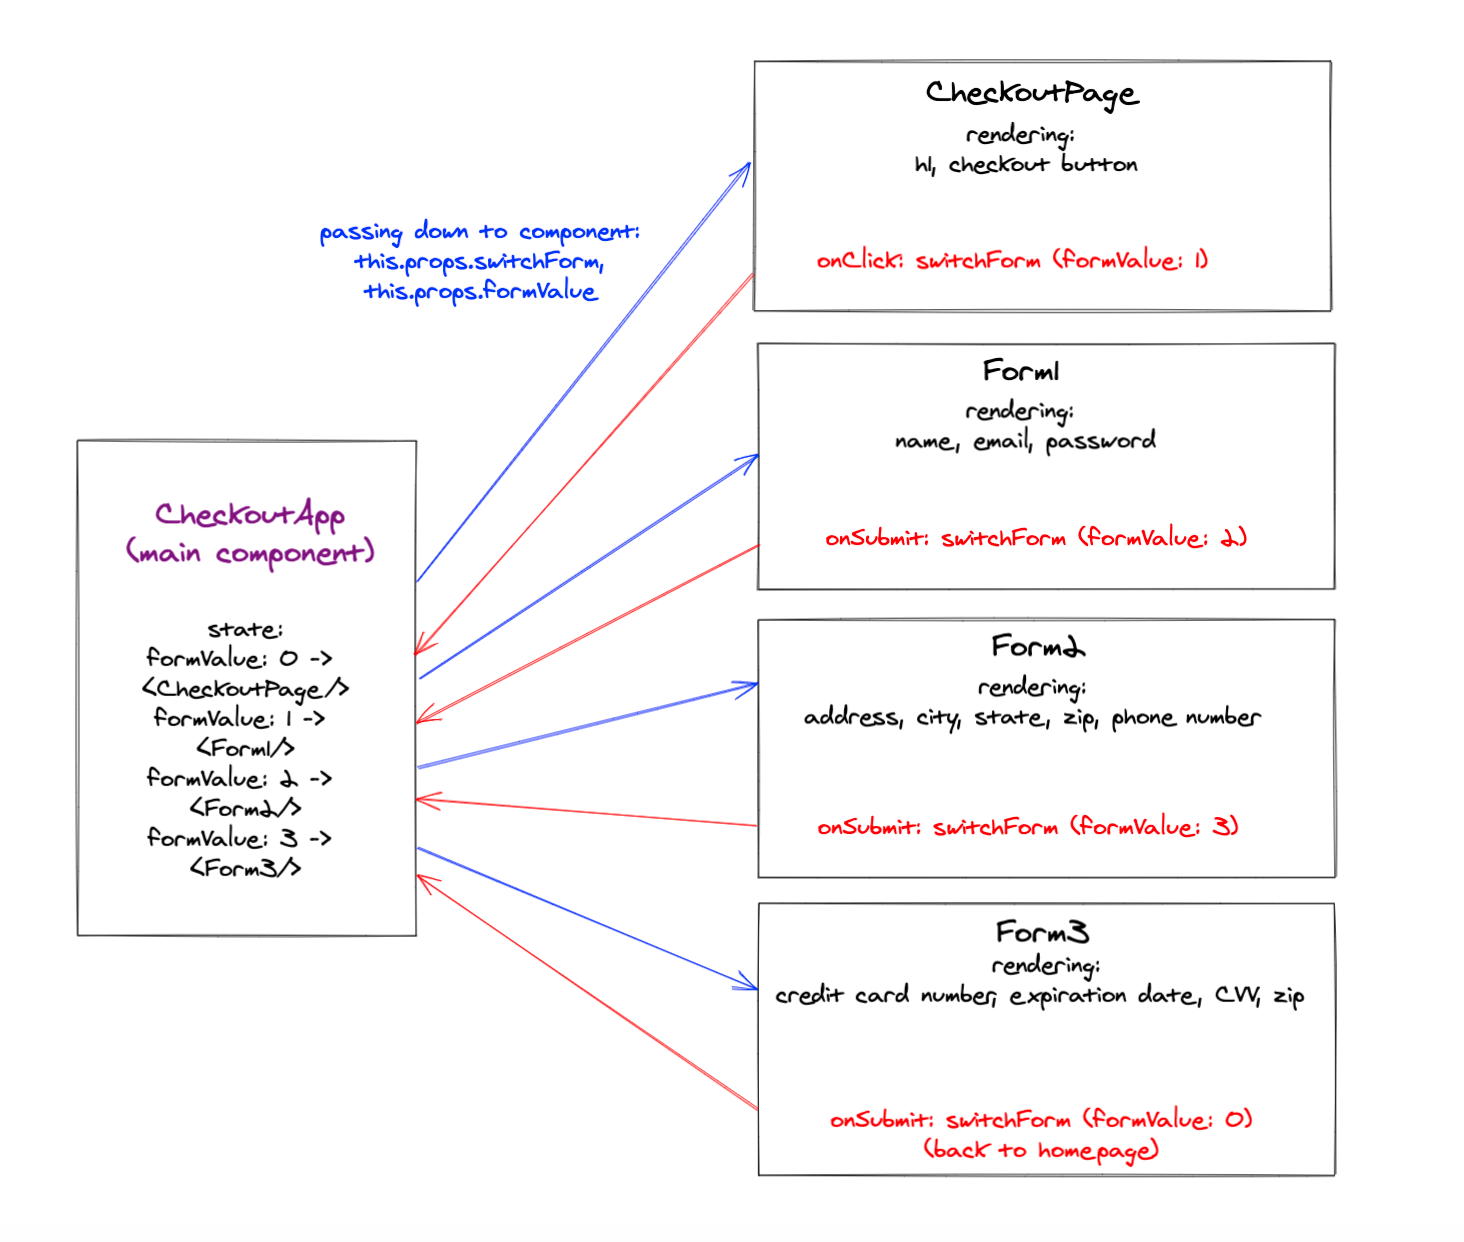 CheckoutPage
rendering:
h1, checkout button
onClick: switchForm (formValue: 1)
passing down to component:
this.props.switchForm,
this.props.formValue
Form1
rendering:
name, email, password
onSubmit: switchForm (formValue: 2)
CheckoutApp
(main component)
state:
formValue: 0 ->
<CheckoutPage/>
formValue: 1 ->
<Form1/>
formValue: 2 ->
<Form2/>
formValue: 3 ->
<Form3/>
Form2
rendering:
address, city, state, zip, phone number
onSubmit: switchForm (formValue: 3)
Form3
rendering:
credit card number, expiration date, CVV, zip
onSubmit: switchForm (formValue: 0)
(back to homepage)